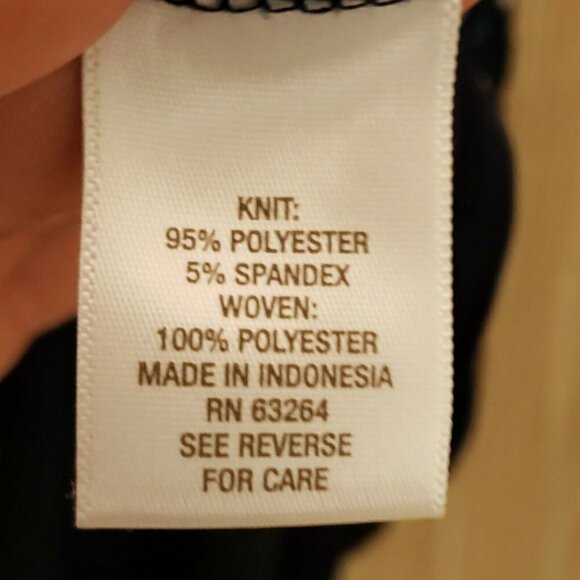 KNIT:
95% POLYESTER
5% SPANDEX
WOVEN:
100% POLYESTER
MADE IN INDONESIA
RN 63264
SEE REVERSE
FOR CARE